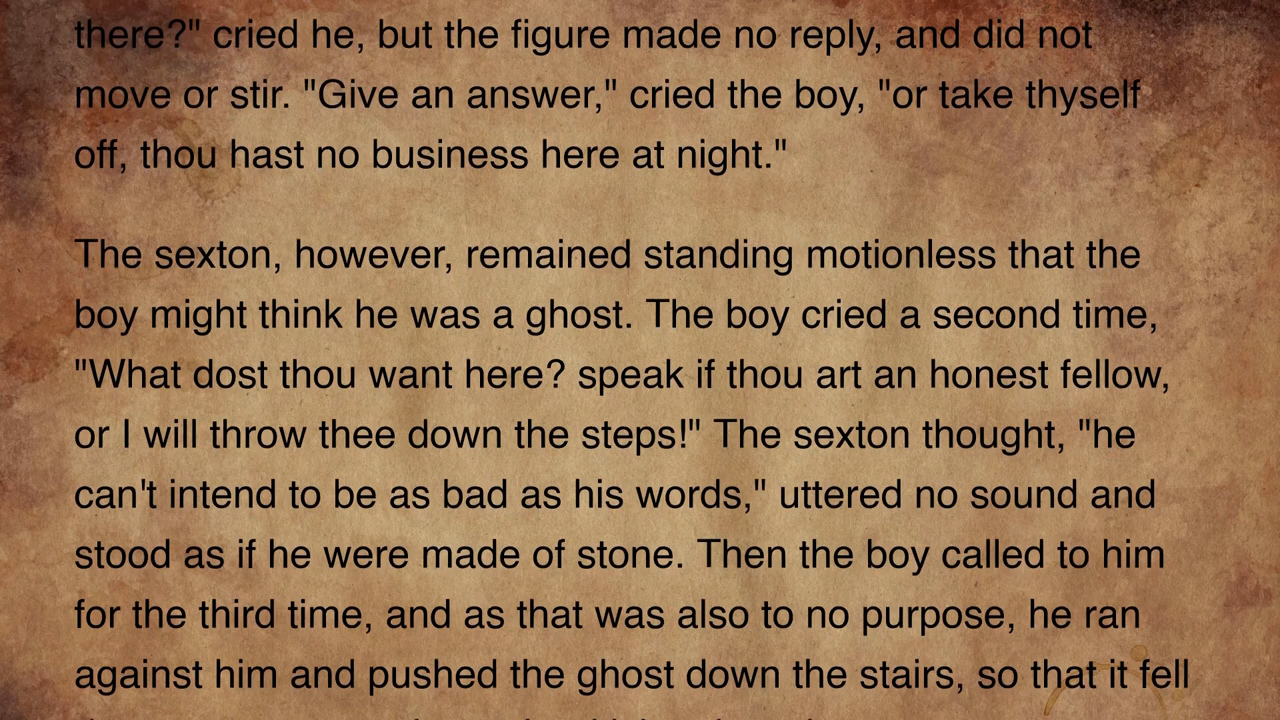 there?" cried he, but the figure made no reply, and did not
move or stir. "Give an answer," cried the boy, "or take thyself
off, thou hast no business here at night."
The sexton, however, remained standing motionless that the
boy might think he was a ghost. The boy cried a second time,
"What dost thou want here? speak if thou art an honest fellow,
or I will throw thee down the steps!" The sexton thought, "he
can't intend to be as bad as his words," uttered no sound and
stood as if he were made of stone. Then the boy called to him
for the third time, and as that was also to no purpose, he ran
against him and pushed the ghost down the stairs, so that it fell